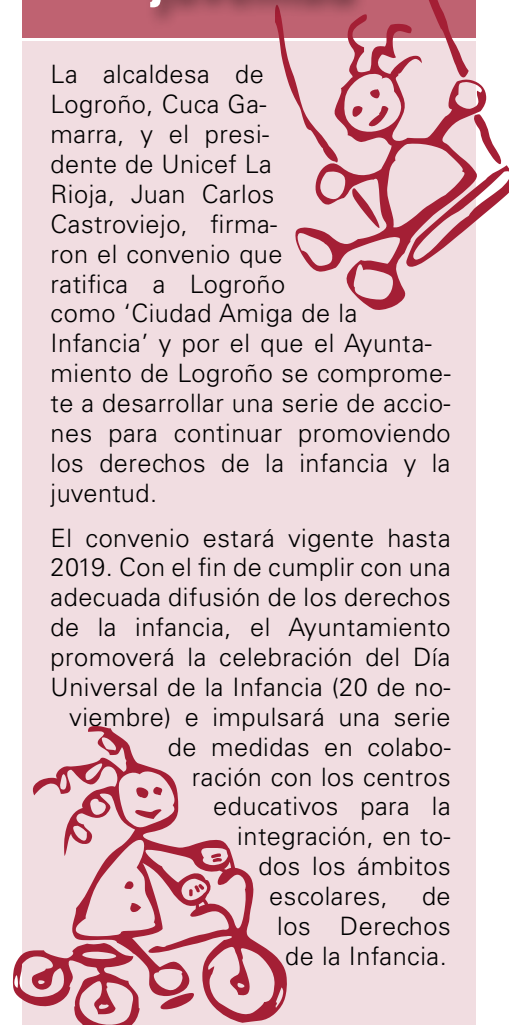 La alcaldesa de
Logroño, Cuca Ga-
marra, y el presi-
dente de Unicef La
Rioja, Juan Carlos
Castroviejo, firma-
ron el convenio que
ratifica a Logroño
como ‘Ciudad Amiga de la
Infancia’ y por el que el Ayunta-
miento de Logroño se comprome-
te a desarrollar una serie de accio-
nes para continuar promoviendo
los derechos de la infancia y la
juventud.
El convenio estará vigente hasta
2019. Con el fin de cumplir con una
adecuada difusión de los derechos
de la infancia, el Ayuntamiento
promoverá la celebración del Día
Universal de la Infancia (20 de no-
viembre) e impulsará una serie
de medidas en colabo-
ración con los centros
educativos para la
integración, en to-
dos los ámbitos
escolares, de
los Derechos
de la Infancia.